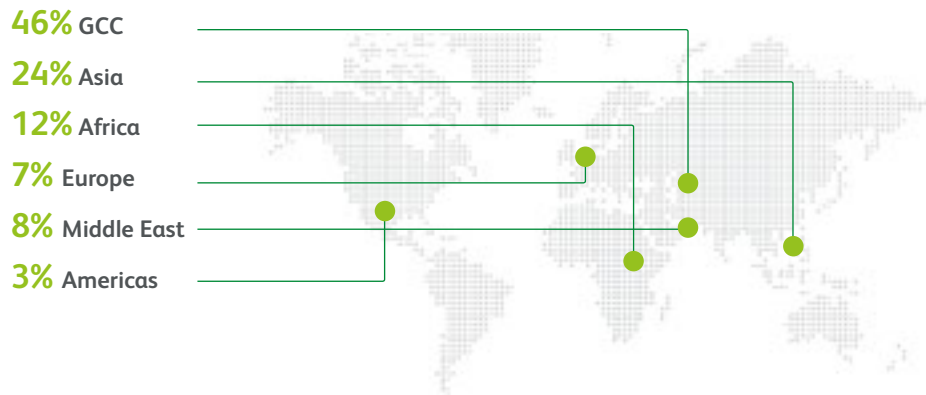 46% GCC
24% Asia
12% Africa
7% Europe
8% Middle East
3% Americas